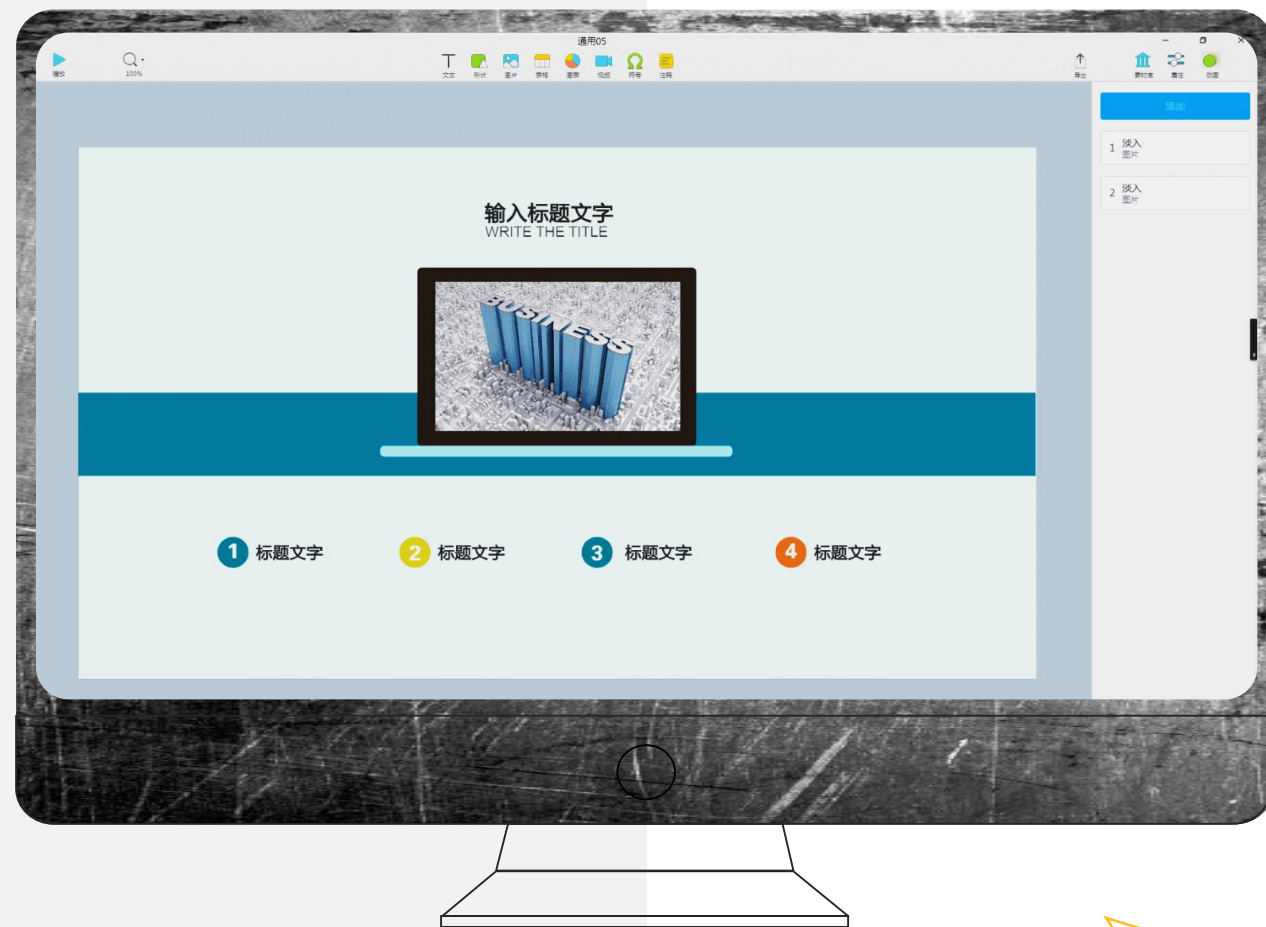 通用05
播放
100%
文本 形状 图片 表格 图表 视频 符号 注释
导出
素材库 属性 动画
添加
1 淡入
图片
2 淡入
图片
输入标题文字
WRITE THE TITLE
BUSINESS
1 标题文字 2 标题文字 3 标题文字 4 标题文字